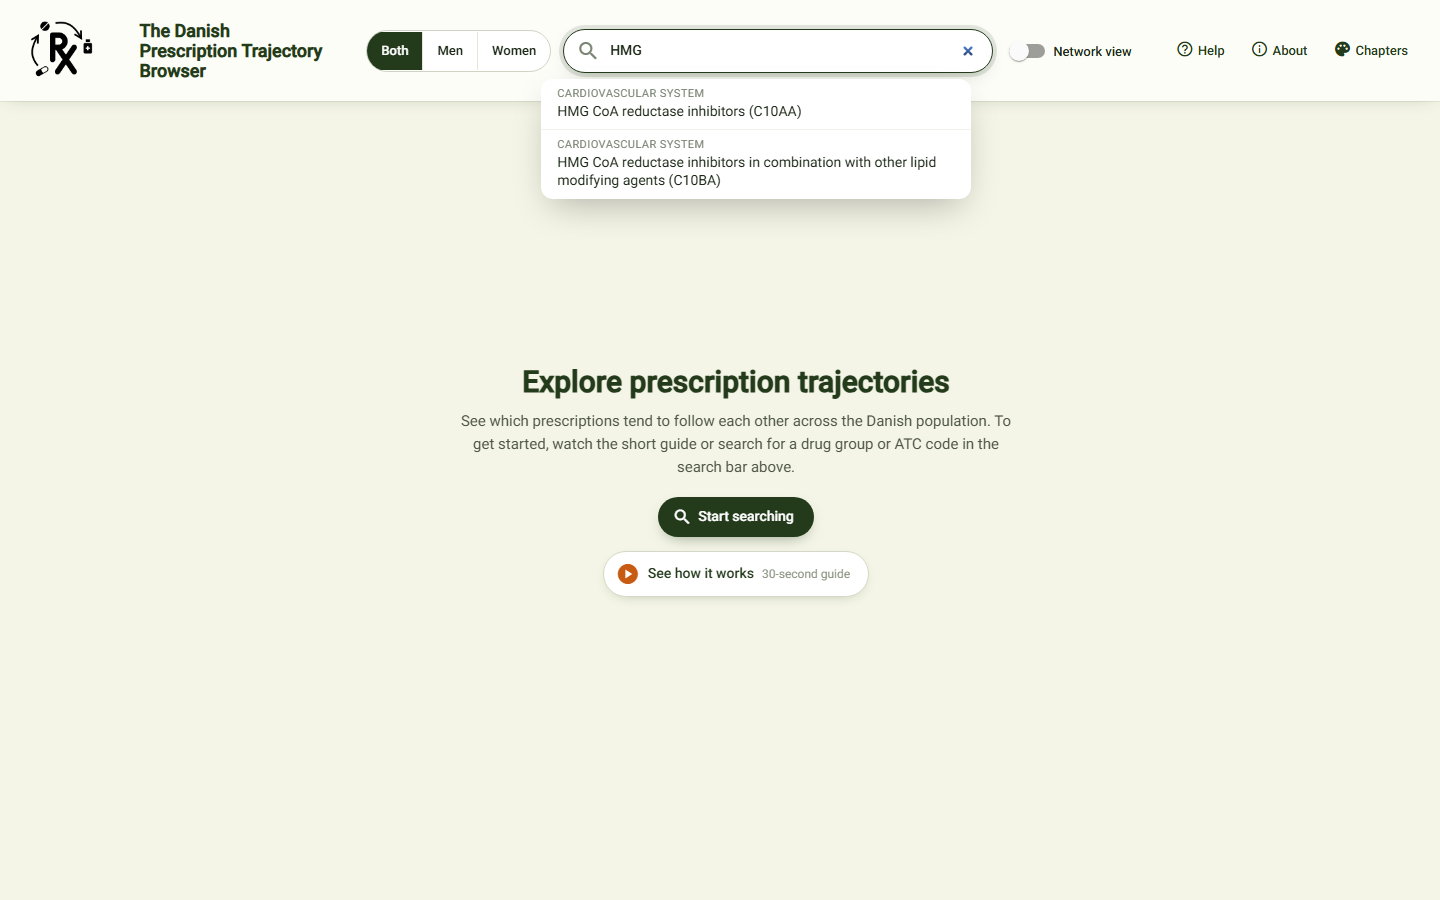 Rx
The Danish
Prescription Trajectory
Browser
Both
Men
Women
HMG
Network view
Help
About
Chapters
CARDIOVASCULAR SYSTEM
HMG CoA reductase inhibitors (C10AA)
CARDIOVASCULAR SYSTEM
HMG CoA reductase inhibitors in combination with other lipid
modifying agents (C10BA)
Explore prescription trajectories
See which prescriptions tend to follow each other across the Danish population. To
get started, watch the short guide or search for a drug group or ATC code in the
search bar above.
Start searching
See how it works 30-second guide